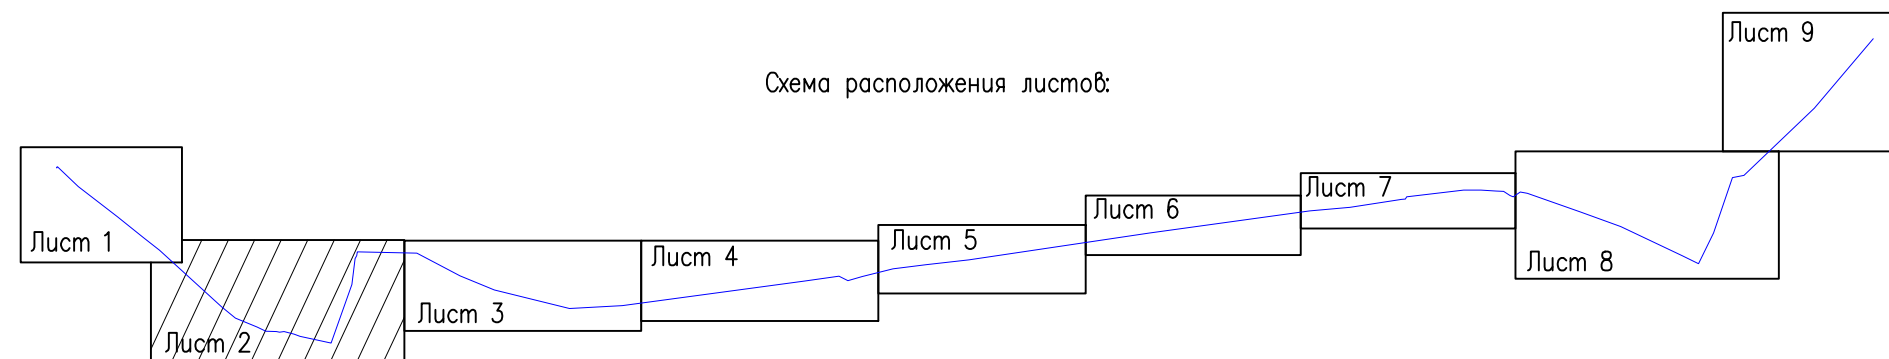 Схема расположения листов:
Лист 1
Лист 2
Лист 3
Лист 4
Лист 5
Лист 6
Лист 7
Лист 8
Лист 9